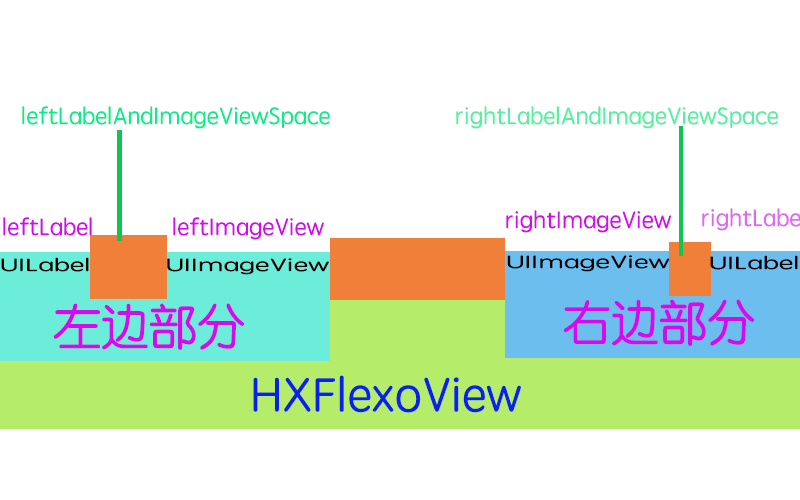 leftLabelAndImageViewSpace
rightLabelAndImageViewSpace
leftLabel
leftImageView
rightImageView
rightLabe
UILabel
UIImageView
UIImageView
UILabel
左边部分
右边部分
HXFlexoView